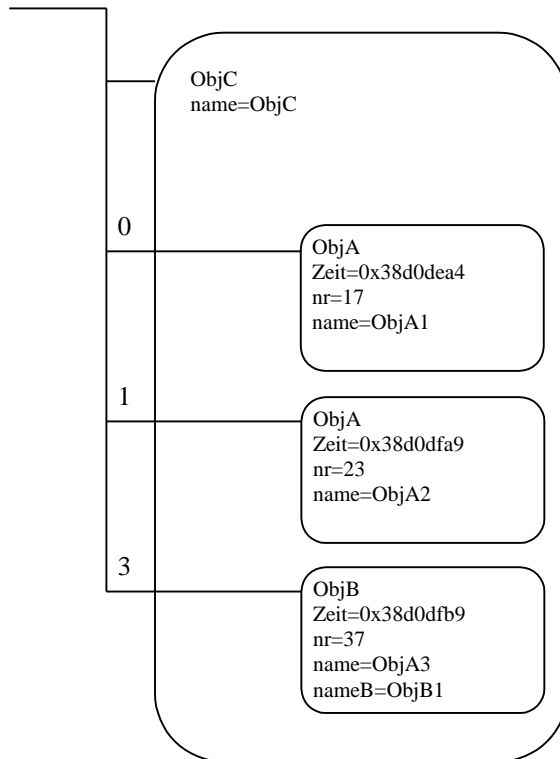 ObjC
name=ObjC
0
ObjA
Zeit=0x38d0dea4
nr=17
name=ObjA1
1
ObjA
Zeit=0x38d0dfa9
nr=23
name=ObjA2
3
ObjB
Zeit=0x38d0dfb9
nr=37
name=ObjA3
nameB=ObjB1